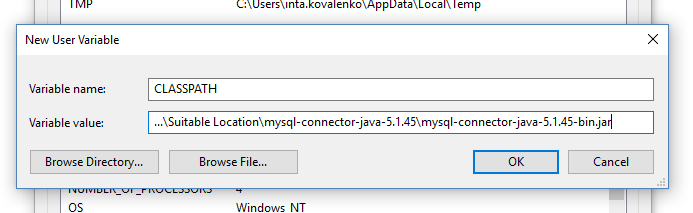 TMP C:\Users\inta.kovalenko\AppData\Local\Temp
New User Variable
Variable name: CLASSPATH
Variable value: ...\Suitable Location\mysql-connector-java-5.1.45\mysql-connector-java-5.1.45-bin.jar
Browse Directory... Browse File... OK Cancel
NUMBER_OF_PROCESSORS 4
OS Windows_NT